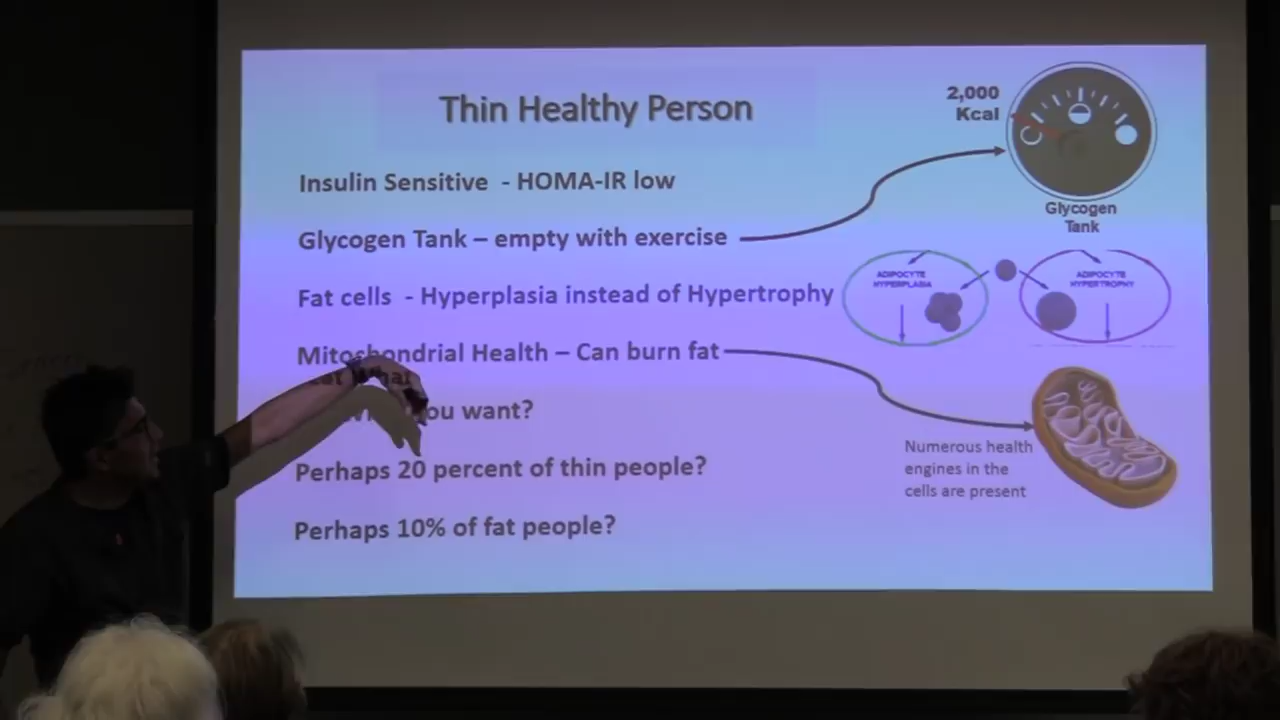 Thin Healthy Person
2,000
Kcal
Insulin Sensitive - HOMA-IR low
Glycogen
Tank
Glycogen Tank – empty with exercise
Fat cells - Hyperplasia instead of Hypertrophy
ADIPOCYTE
HYPERPLASIA
ADIPOCYTE
HYPERTROPHY
Mitochondrial Health – Can burn fat
you want?
Numerous health
engines in the
cells are present
Perhaps 20 percent of thin people?
Perhaps 10% of fat people?